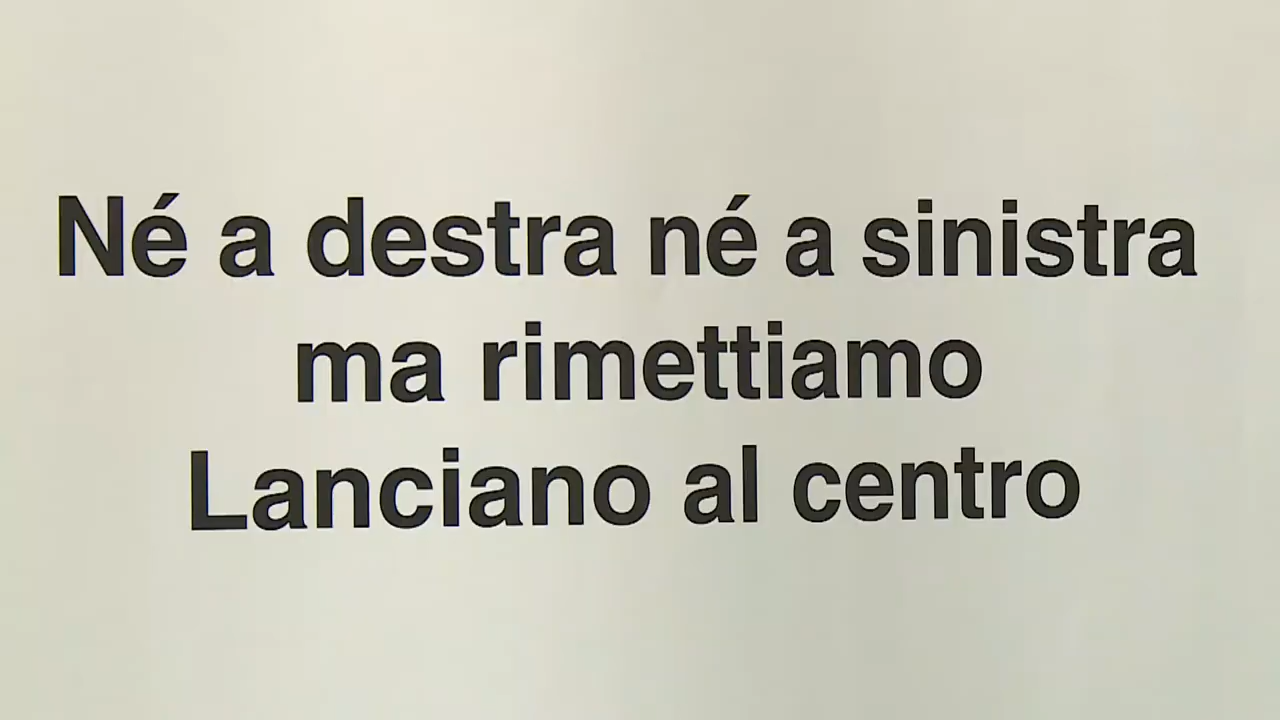 Né a destra né a sinistra
ma rimettiamo
Lanciano al centro